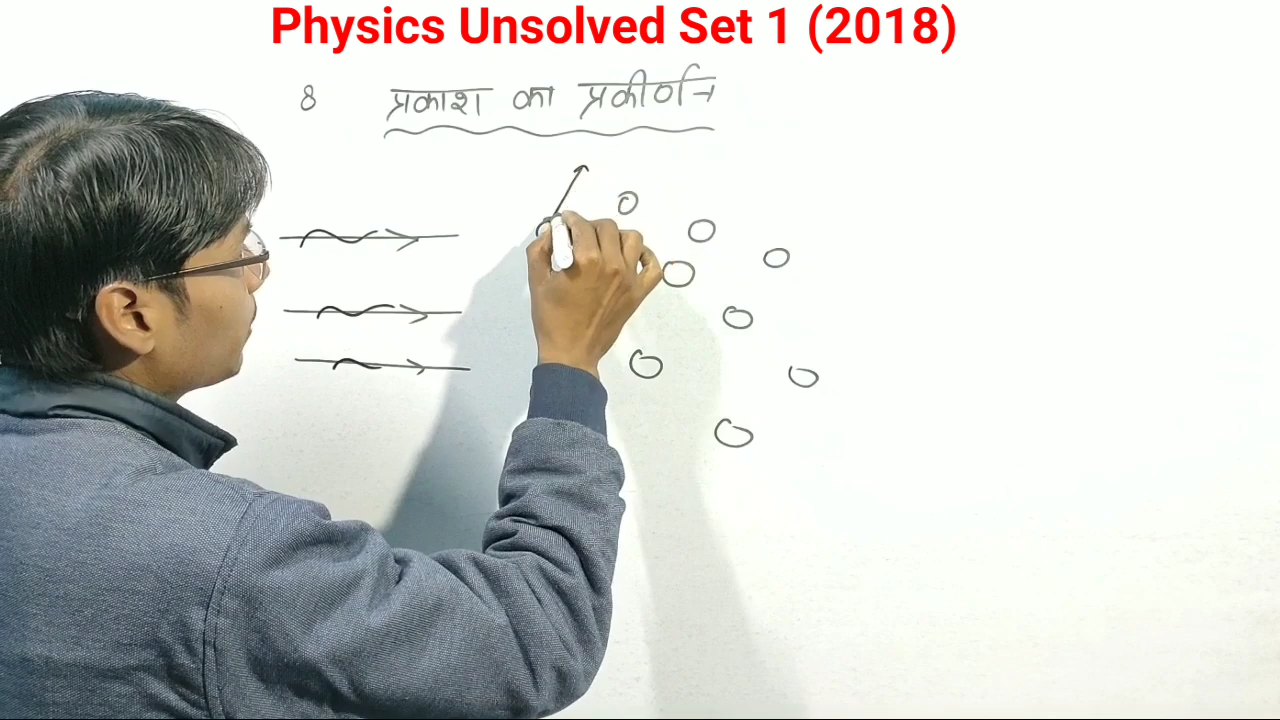 Physics Unsolved Set 1 (2018)
8 प्रकाश का प्रकीर्णन